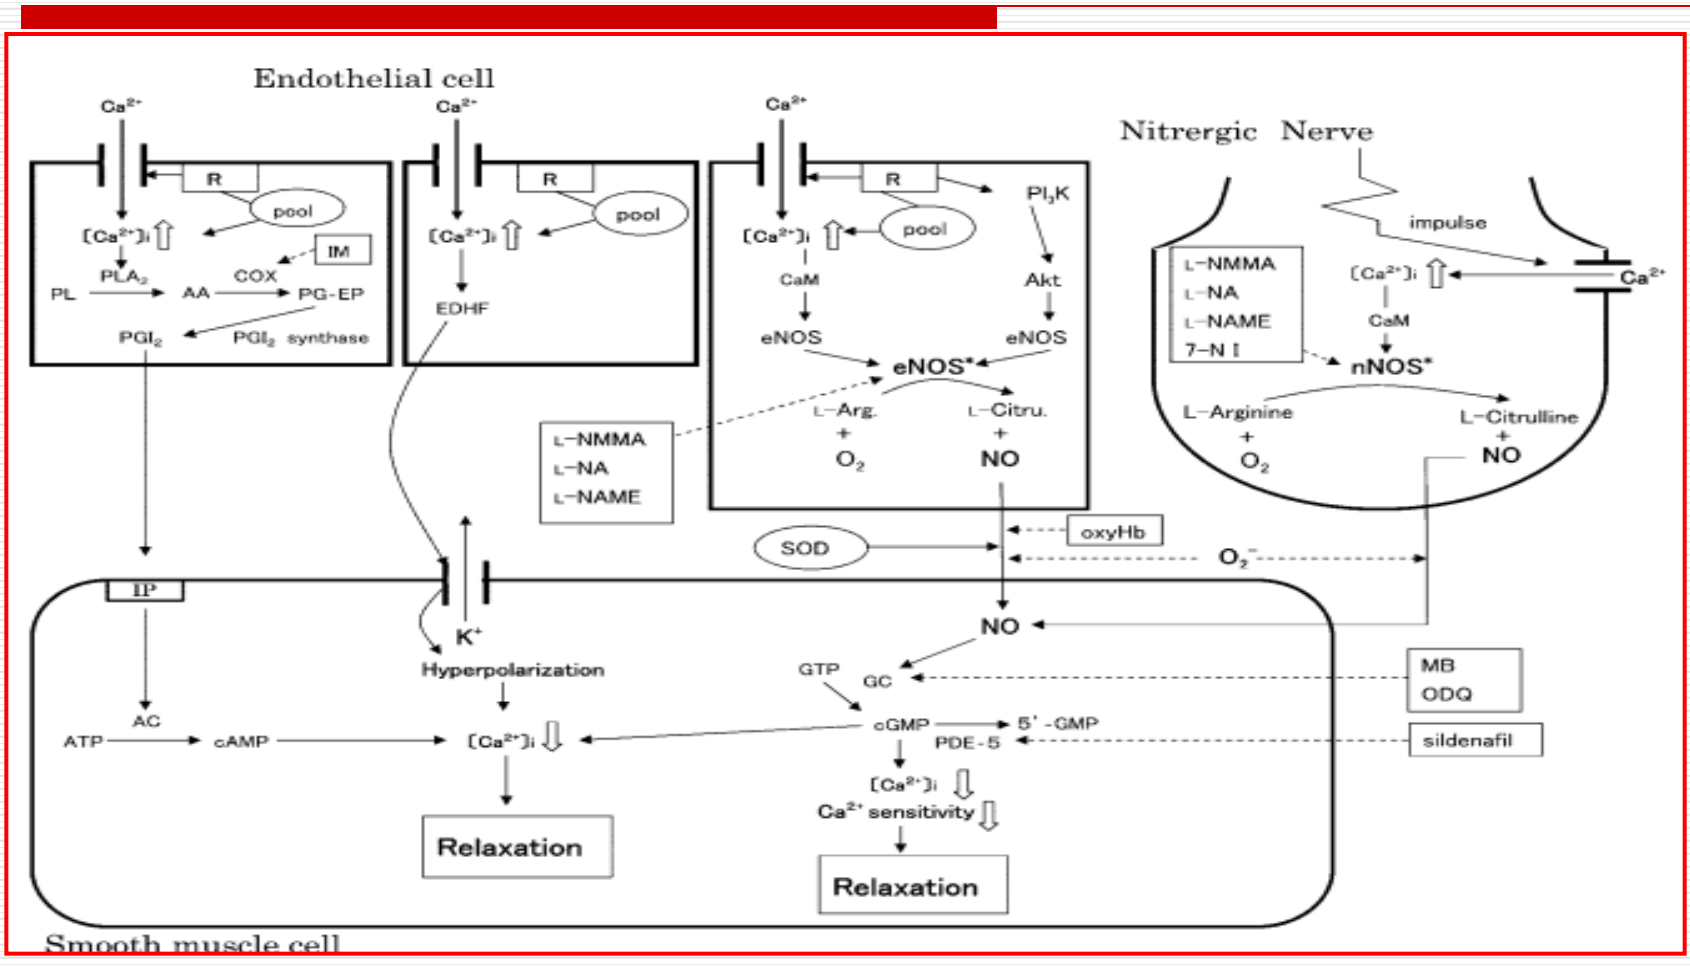 Endothelial cell
Nitrergic Nerve
Ca²⁺
R
pool
[Ca²⁺]i
IM
PLA₂
COX
PL
AA
PG-EP
PGI₂
PGI₂ synthase
Ca²⁺
R
pool
[Ca²⁺]i
EDHF
Ca²⁺
R
PI₃K
pool
[Ca²⁺]i
CaM
Akt
eNOS
eNOS
eNOS*
L-Arg.
+
O₂
L-Citru.
+
NO
L-NMMA
L-NA
L-NAME
impulse
Ca²⁺
[Ca²⁺]i
CaM
nNOS*
L-NMMA
L-NA
L-NAME
7-NI
L-Arginine
+
O₂
L-Citrulline
+
NO
SOD
oxyHb
O₂⁻
IP
K⁺
Hyperpolarization
AC
ATP
cAMP
[Ca²⁺]i
Relaxation
NO
GTP
GC
cGMP
5'-GMP
PDE-5
[Ca²⁺]i
Ca²⁺ sensitivity
Relaxation
MB
ODQ
sildenafil
Smooth muscle cell